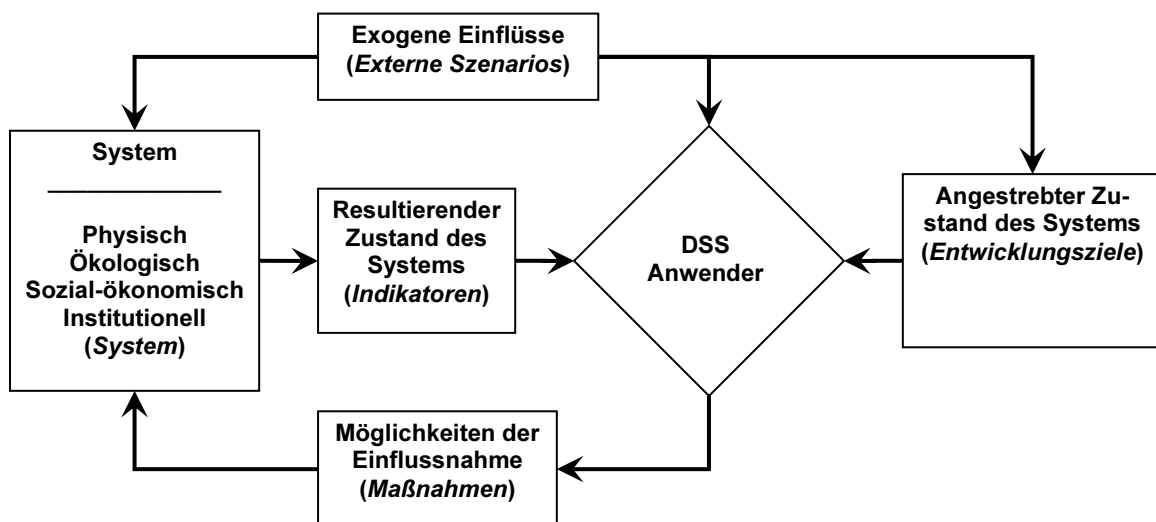 Exogene Einflüsse
(Externe Szenarios)
System
Physisch
Ökologisch
Sozial-ökonomisch
Institutionell
(System)
Resultierender
Zustand des
Systems
(Indikatoren)
DSS
Anwender
Angestrebter Zu-
stand des Systems
(Entwicklungsziele)
Möglichkeiten der
Einflussnahme
(Maßnahmen)